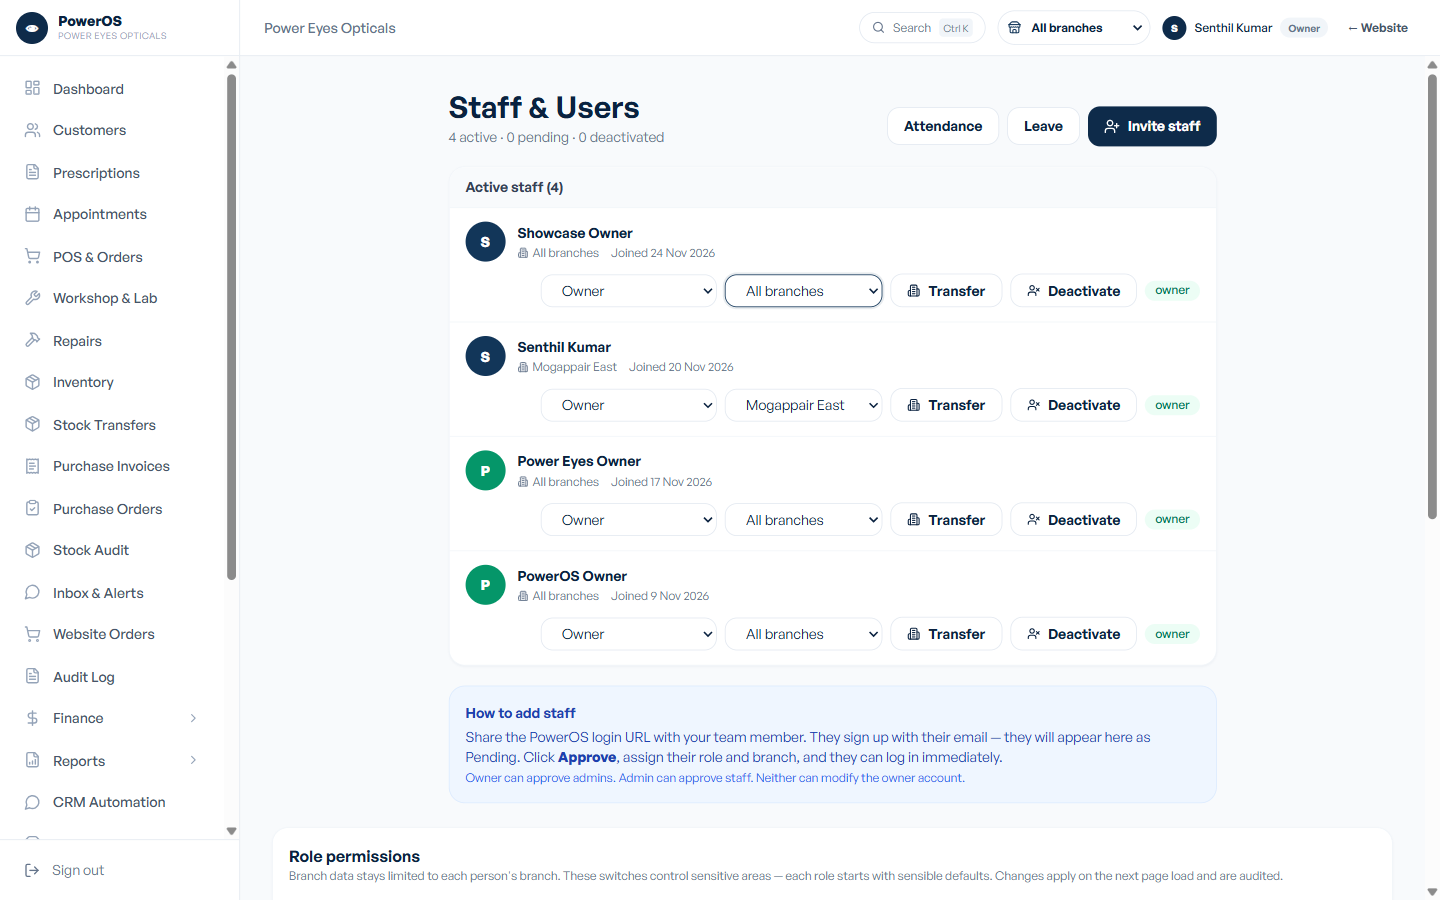 PowerOS
POWER EYES OPTICALS
Power Eyes Opticals
Search Ctrl K
All branches
S Senthil Kumar Owner
← Website
Dashboard
Customers
Prescriptions
Appointments
POS & Orders
Workshop & Lab
Repairs
Inventory
Stock Transfers
Purchase Invoices
Purchase Orders
Stock Audit
Inbox & Alerts
Website Orders
Audit Log
Finance
Reports
CRM Automation
Sign out
Staff & Users
4 active · 0 pending · 0 deactivated
Attendance Leave Invite staff
Active staff (4)
S Showcase Owner
All branches Joined 24 Nov 2026
Owner All branches Transfer Deactivate owner
S Senthil Kumar
Mogappair East Joined 20 Nov 2026
Owner Mogappair East Transfer Deactivate owner
P Power Eyes Owner
All branches Joined 17 Nov 2026
Owner All branches Transfer Deactivate owner
P PowerOS Owner
All branches Joined 9 Nov 2026
Owner All branches Transfer Deactivate owner
How to add staff
Share the PowerOS login URL with your team member. They sign up with their email — they will appear here as
Pending. Click Approve, assign their role and branch, and they can log in immediately.
Owner can approve admins. Admin can approve staff. Neither can modify the owner account.
Role permissions
Branch data stays limited to each person's branch. These switches control sensitive areas — each role starts with sensible defaults. Changes apply on the next page load and are audited.